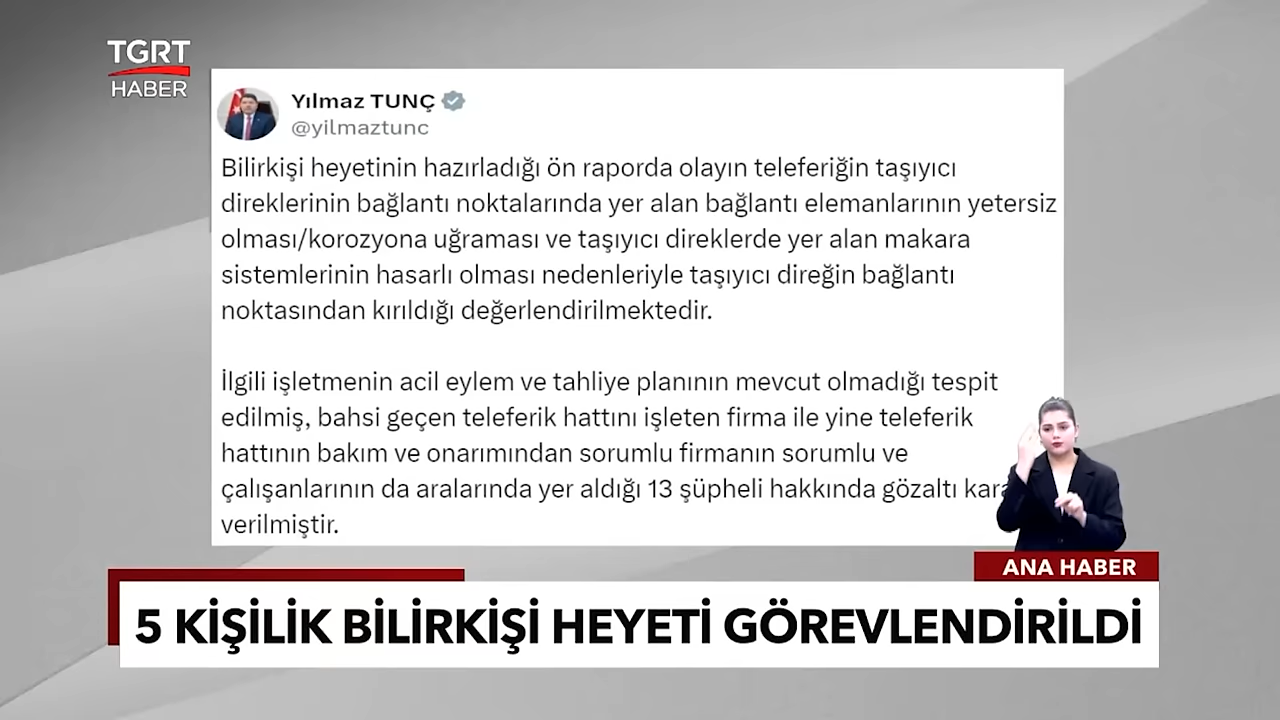 TGRT
HABER
Yılmaz TUNÇ
@yilmaztunc
Bilirkişi heyetinin hazırladığı ön raporda olayın teleferiğin taşıyıcı
direklerinin bağlantı noktalarında yer alan bağlantı elemanlarının yetersiz
olması/korozyona uğraması ve taşıyıcı direklerde yer alan makara
sistemlerinin hasarlı olması nedenleriyle taşıyıcı direğin bağlantı
noktasından kırıldığı değerlendirilmektedir.
İlgili işletmenin acil eylem ve tahliye planının mevcut olmadığı tespit
edilmiş, bahsi geçen teleferik hattını işleten firma ile yine teleferik
hattının bakım ve onarımından sorumlu firmanın sorumlu ve
çalışanlarının da aralarında yer aldığı 13 şüpheli hakkında gözaltı
verilmiştir.
ANA HABER
5 KİŞİLİK BİLİRKİŞİ HEYETİ GÖREVLENDİRİLDİ